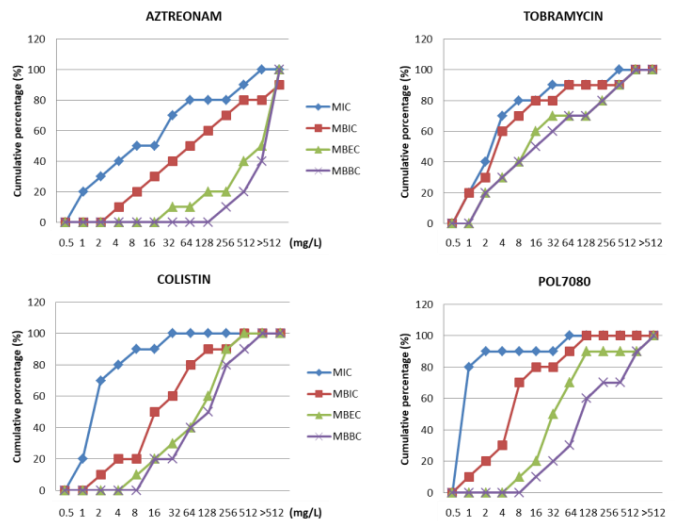 AZTREONAM
Cumulative percentage (%)
120
100
80
60
40
20
0
0.5 1 2 4 8 16 32 64 128 256 512 >512 (mg/L)
MIC
MBIC
MBEC
MBBC
TOBRAMYCIN
Cumulative porcentage (%)
120
100
80
60
40
20
0
0.5 1 2 4 8 16 32 64 128 256 512 >512
COLISTIN
Cumulative percentage (%)
120
100
80
60
40
20
0
0.5 1 2 4 8 16 32 64 128 256 512 >512 (mg/L)
MIC
MBIC
MBEC
MBBC
POL7080
Cumulative percentage (%)
120
100
80
60
40
20
0
0.5 1 2 4 8 16 32 64 128 256 512 >512